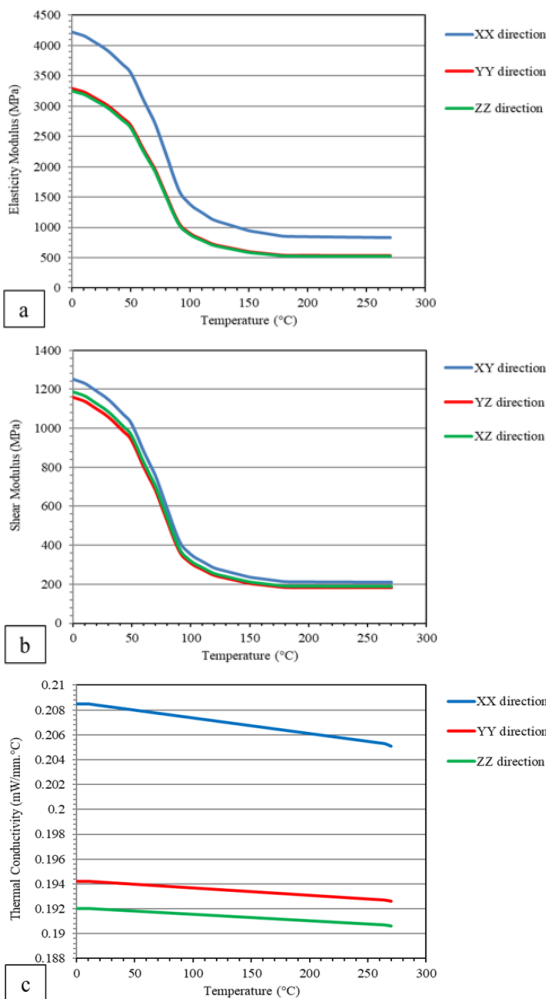 4500
4000
3500
3000
2500
2000
1500
1000
500
0
Elasticity Modulus (MPa)
0 50 100 150 200 250 300
Temperature (°C)
XX direction
YY direction
ZZ direction
a
1400
1200
1000
800
600
400
200
0
Shear Modulus (MPa)
0 50 100 150 200 250 300
Temperature (°C)
XY direction
YZ direction
XZ direction
b
0.21
0.208
0.206
0.204
0.202
0.2
0.198
0.196
0.194
0.192
0.19
0.188
Thermal Conductivity (mW/mm.°C)
0 50 100 150 200 250 300
Temperature (°C)
XX direction
YY direction
ZZ direction
c